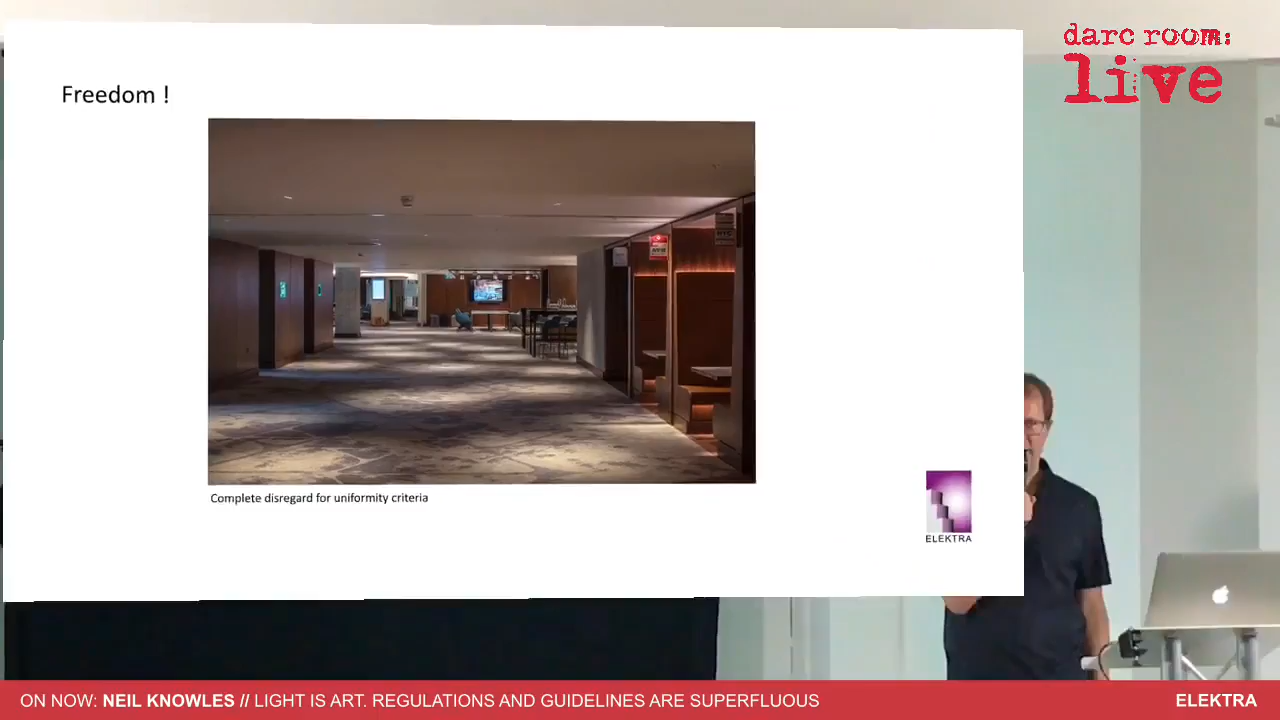 darc room:
live
Freedom !
Complete disregard for uniformity criteria
ELEKTRA
ON NOW: NEIL KNOWLES // LIGHT IS ART. REGULATIONS AND GUIDELINES ARE SUPERFLUOUS
ELEKTRA